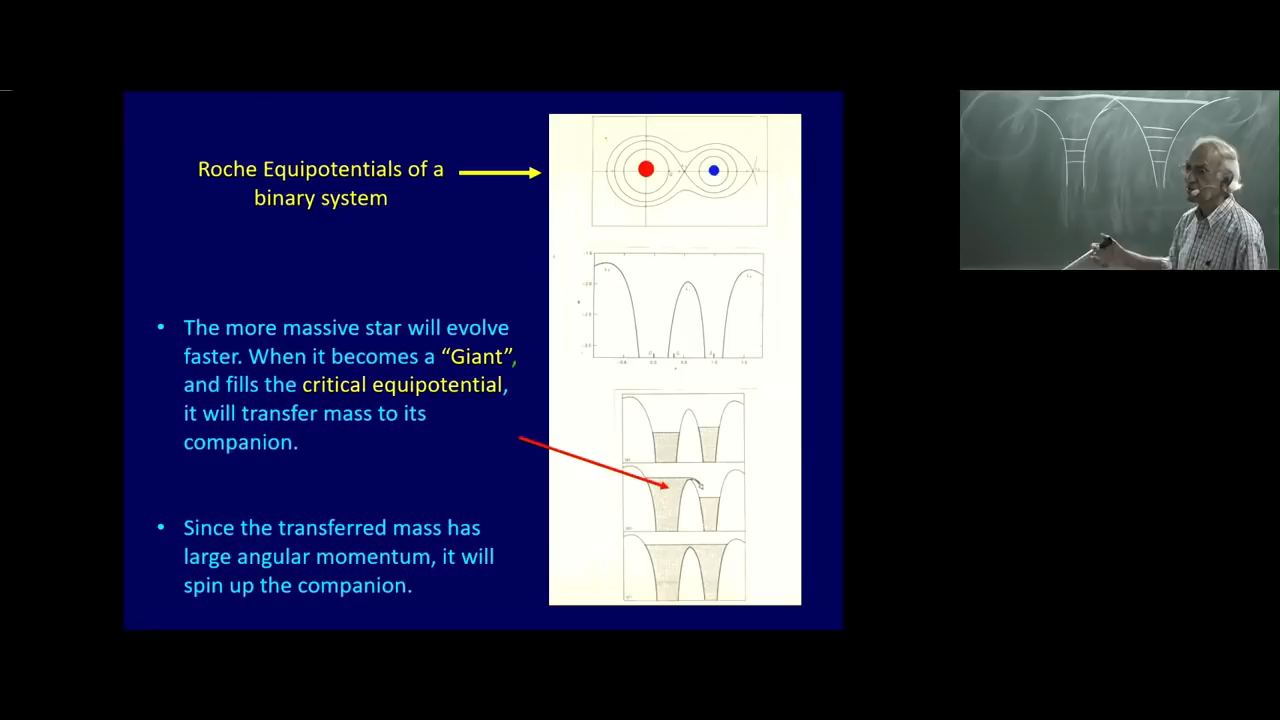 Roche Equipotentials of a
binary system
• The more massive star will evolve
faster. When it becomes a “Giant”,
and fills the critical equipotential,
it will transfer mass to its
companion.
• Since the transferred mass has
large angular momentum, it will
spin up the companion.